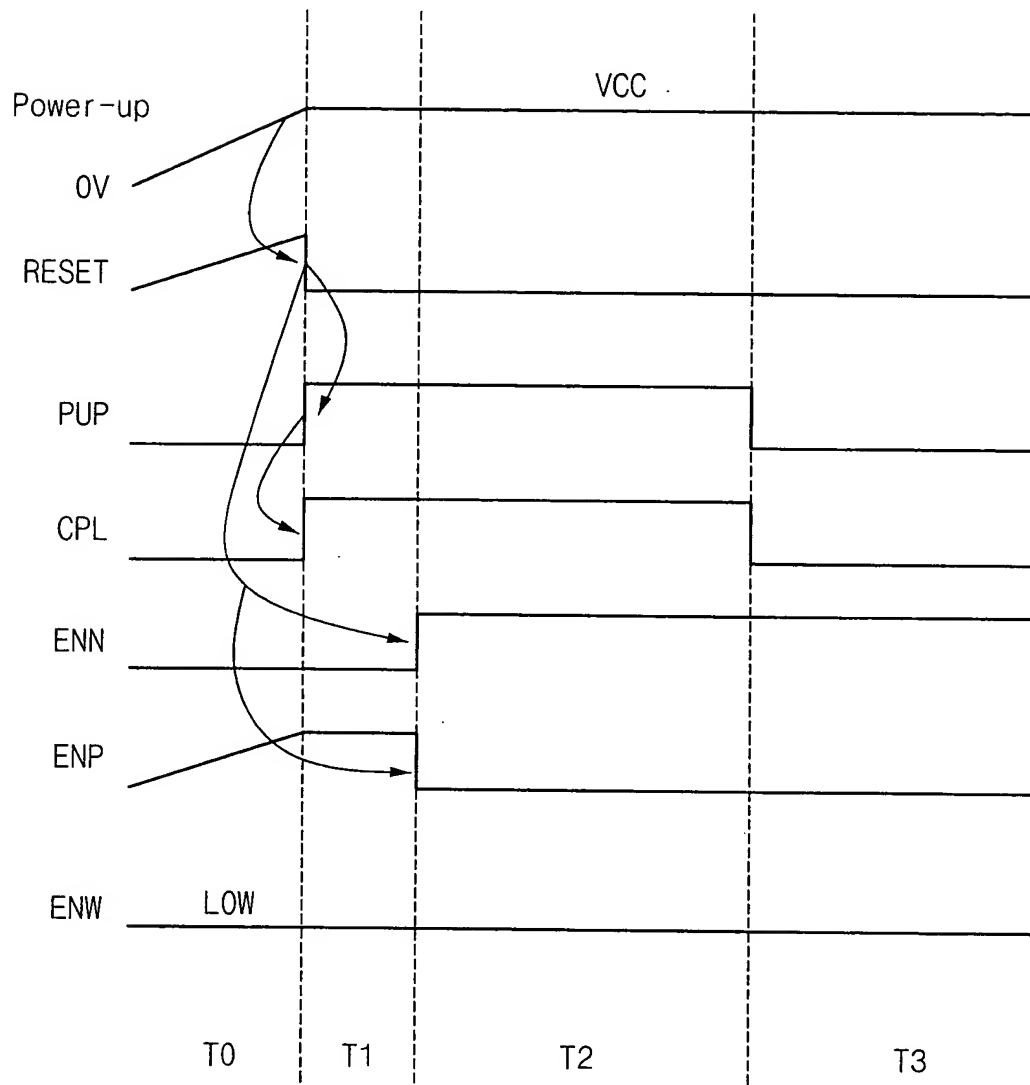 VCC
Power-up
0V
RESET
PUP
CPL
ENN
ENP
ENW LOW
T0 T1 T2 T3